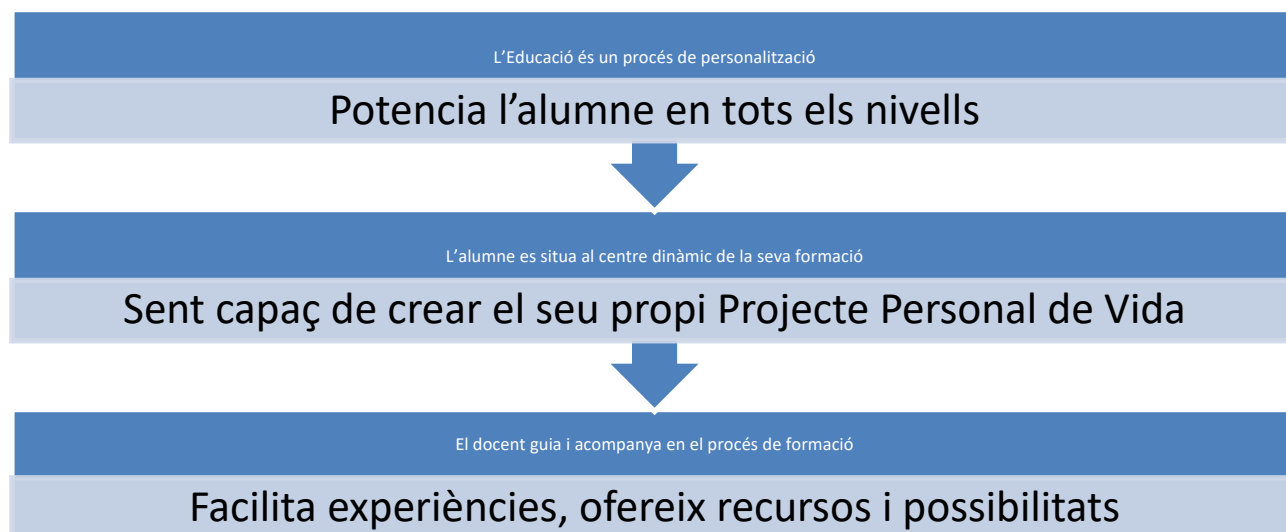 L’Educació és un procés de personalització
Potencia l’alumne en tots els nivells
L’alumne es situa al centre dinàmic de la seva formació
Sent capaç de crear el seu propi Projecte Personal de Vida
El docent guia i acompanya en el procés de formació
Facilita experiències, ofereix recursos i possibilitats